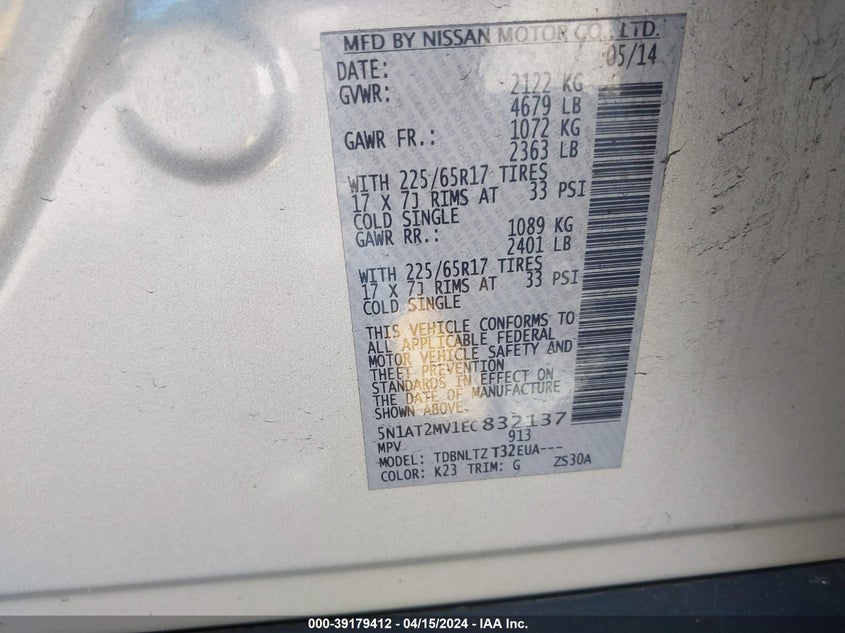 MFD BY NISSAN MOTOR CO., LTD.
DATE: 05/14
GVWR: 2122 KG
4679 LB
GAWR FR.: 1072 KG
2363 LB
WITH 225/65R17 TIRES
17 X 7J RIMS AT 33 PSI
COLD SINGLE
GAWR RR.: 1089 KG
2401 LB
WITH 225/65R17 TIRES
17 X 7J RIMS AT 33 PSI
COLD SINGLE
THIS VEHICLE CONFORMS TO
ALL APPLICABLE FEDERAL
MOTOR VEHICLE SAFETY AND
THEFT PREVENTION
STANDARDS IN EFFECT ON
THE DATE OF MANUFACTURE
SHOWN ABOVE.
5N1AT2MV1EC832137
MPV 913
MODEL: TDBNLTZ T32EUA---
COLOR: K23 TRIM: G ZS30A
000-39179412 - 04/15/2024 - IAA Inc.